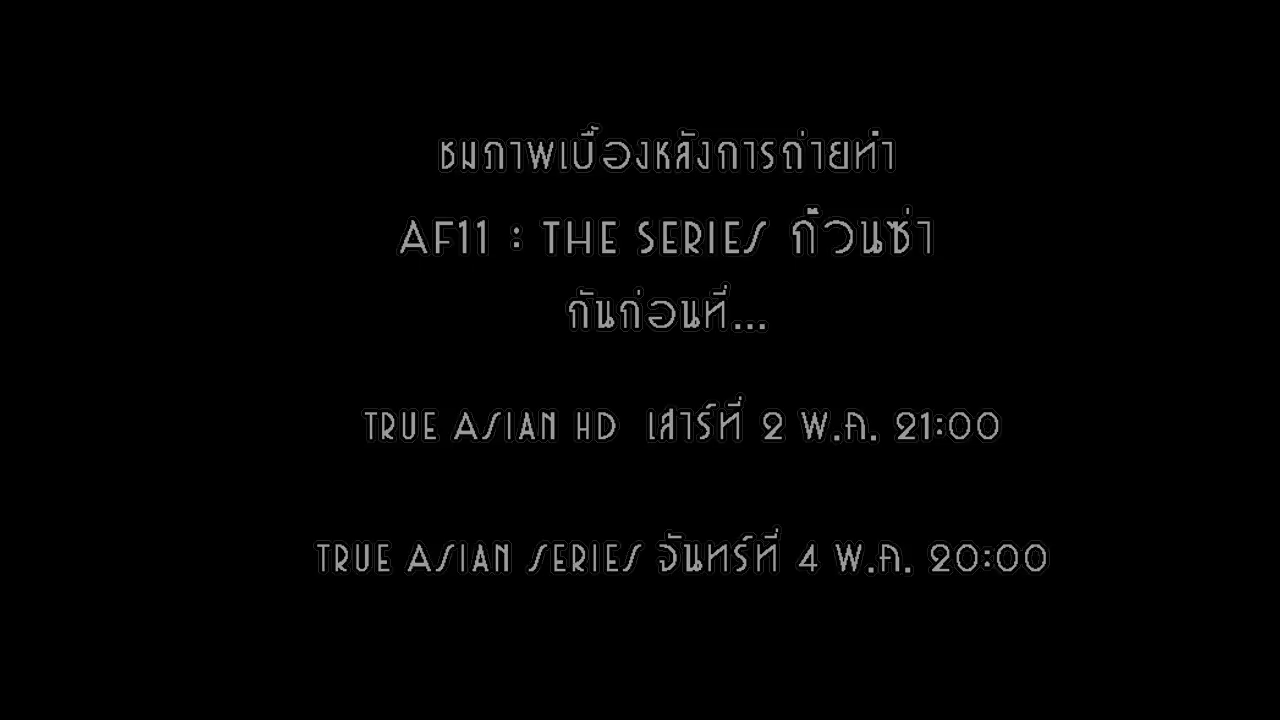 ชมภาพเบื้องหลังการถ่ายทำ
AF11 : THE SERIES ก๊วนซ่า
กันก่อนที่...
TRUE ASIAN HD เสาร์ที่ 2 พ.ค. 21:00
TRUE ASIAN SERIES จันทร์ที่ 4 พ.ค. 20:00